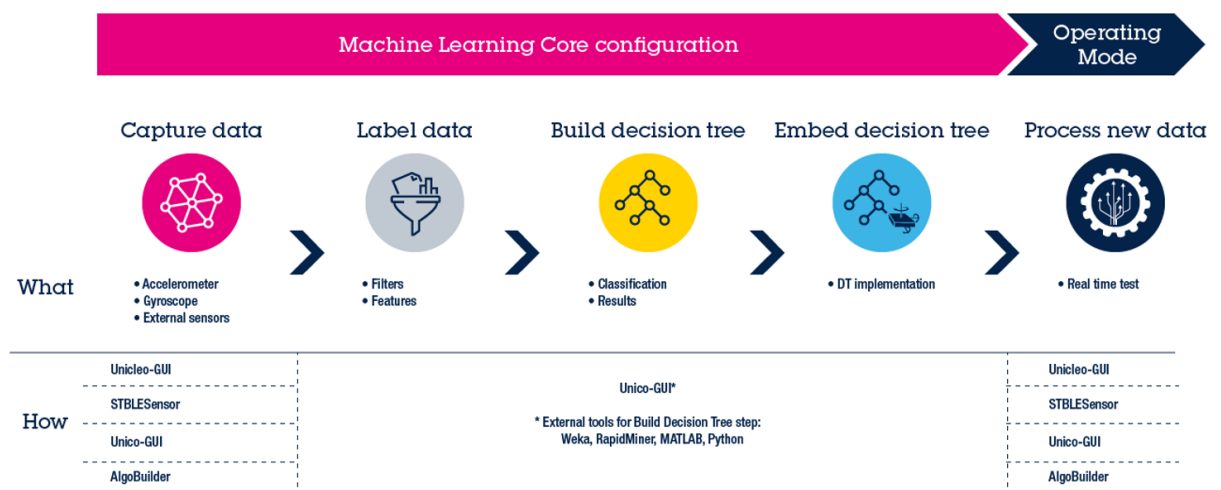 Machine Learning Core configuration
Operating
Mode
Capture data
Label data
Build decision tree
Embed decision tree
Process new data
What
• Accelerometer
• Gyroscope
• External sensors
• Filters
• Features
• Classification
• Results
• DT implementation
• Real time test
How
Unicleo-GUI
STBLESensor
Unico-GUI
AlgoBuilder
Unico-GUI*
* External tools for Build Decision Tree step:
Weka, RapidMiner, MATLAB, Python
Unicleo-GUI
STBLESensor
Unico-GUI
AlgoBuilder